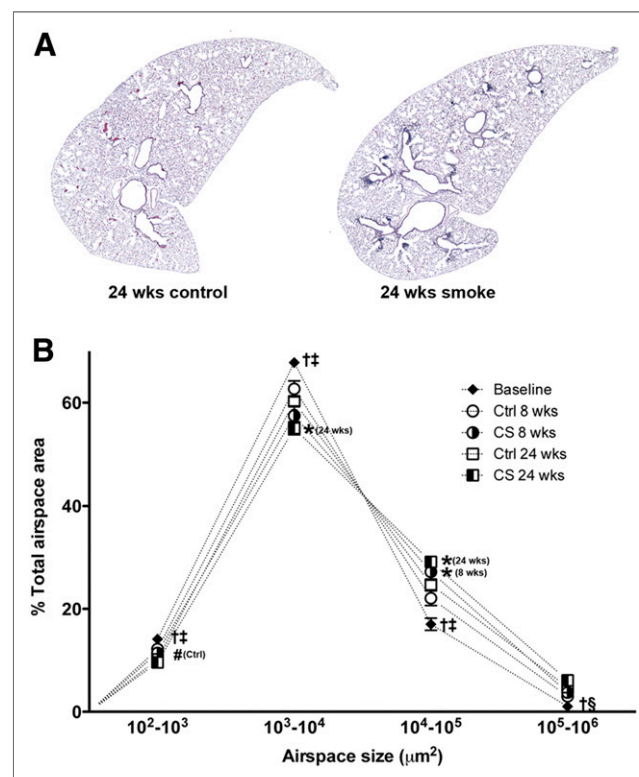 A
24 wks control
24 wks smoke
B
% Total airspace area
60
40
20
0
†‡
*(24 wks)
†‡
#(Ctrl)
*(24 wks)
*(8 wks)
†‡
†§
Baseline
Ctrl 8 wks
CS 8 wks
Ctrl 24 wks
CS 24 wks
10²-10³
10³-10⁴
10⁴-10⁵
10⁵-10⁶
Airspace size (μm²)